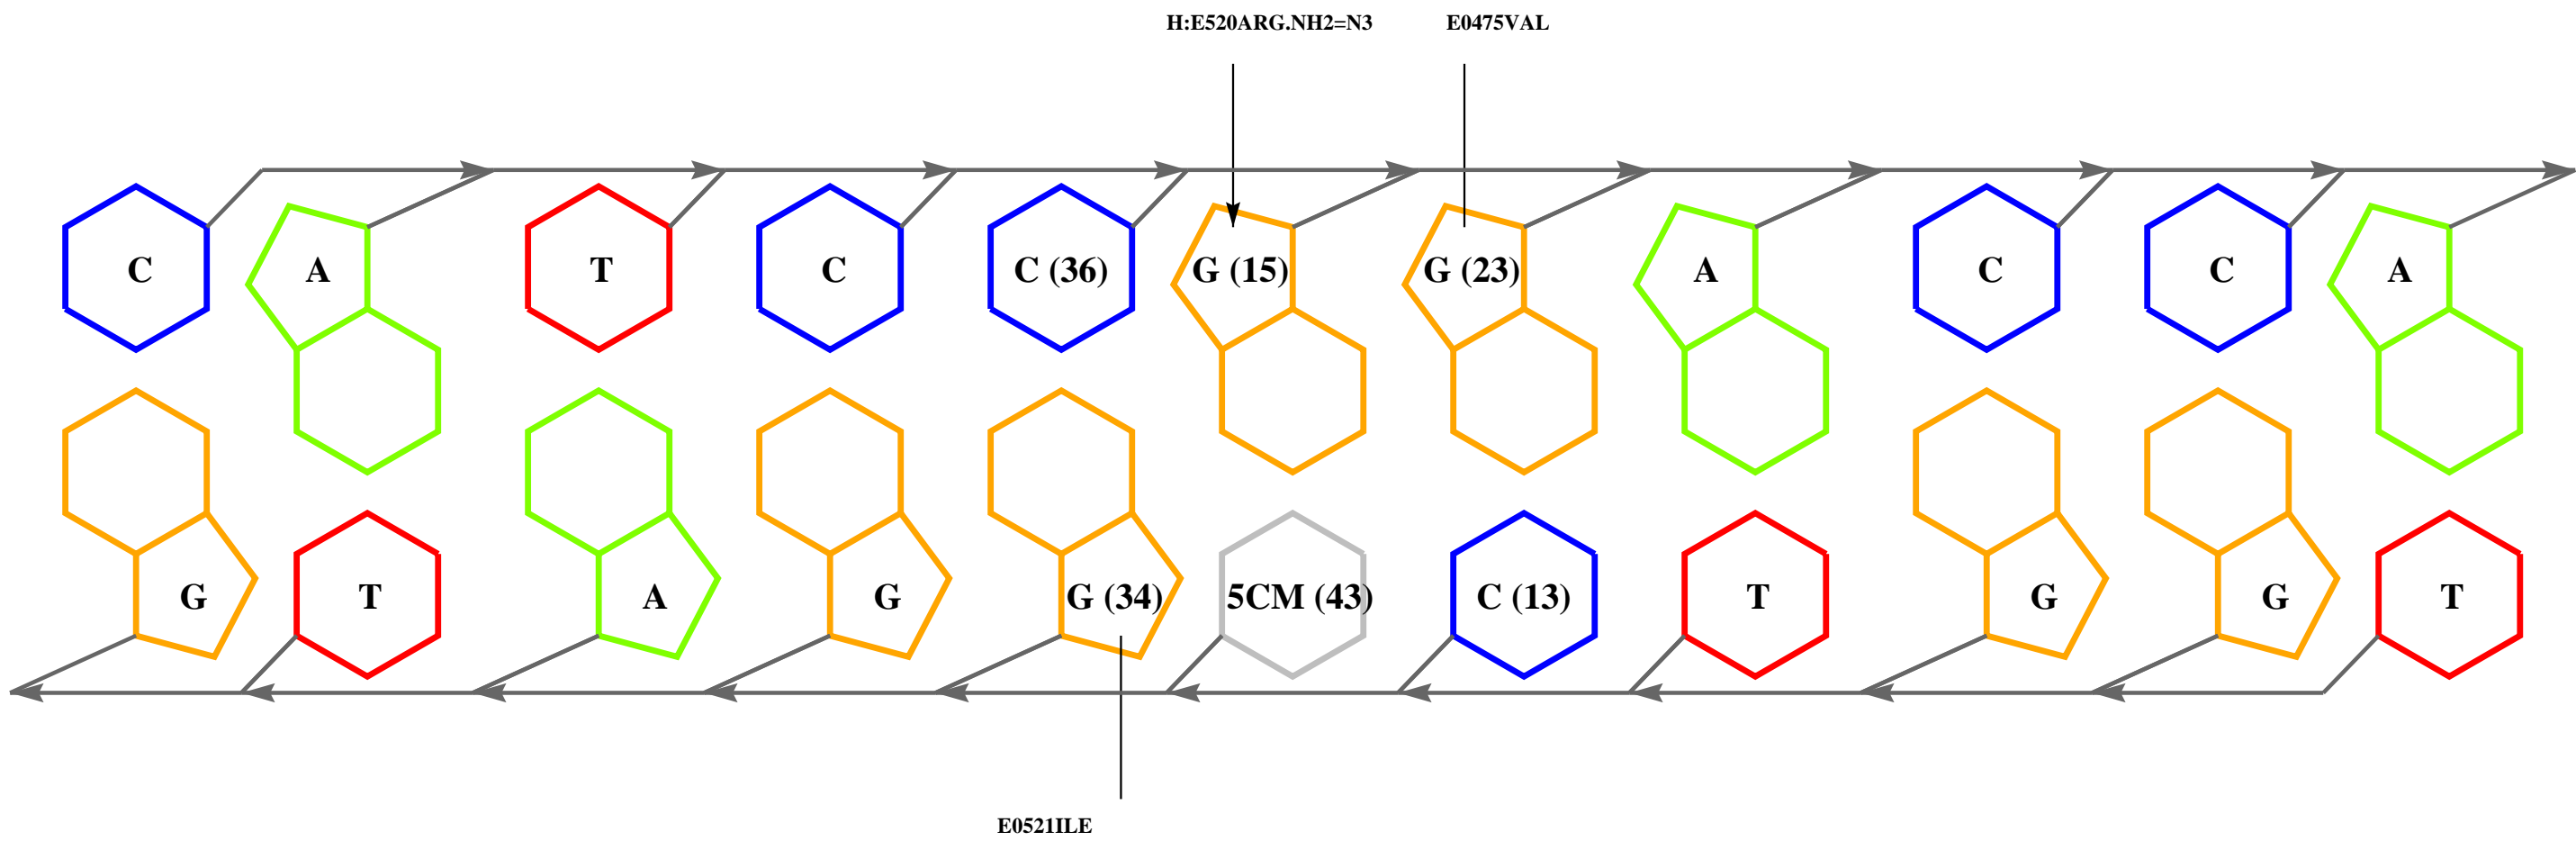 H:E520ARG.NH2=N3 E0475VAL
C A T C C (36) G (15) G (23) A C C A
G T A G G (34) 5CM (43) C (13) T G G T
E0521ILE